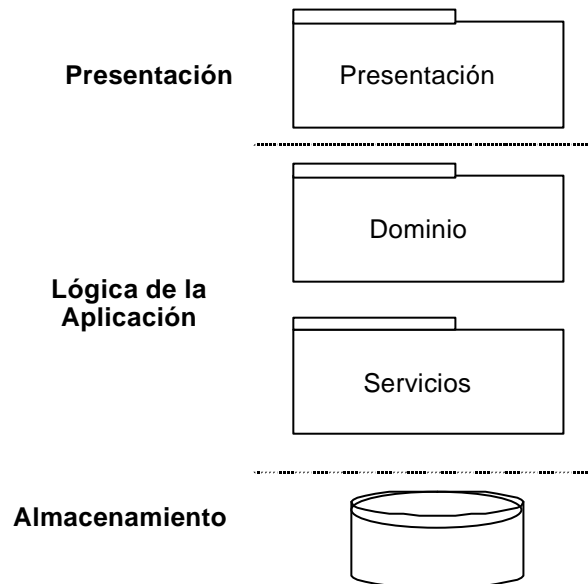 Presentación
Presentación
Dominio
Lógica de la
Aplicación
Servicios
Almacenamiento